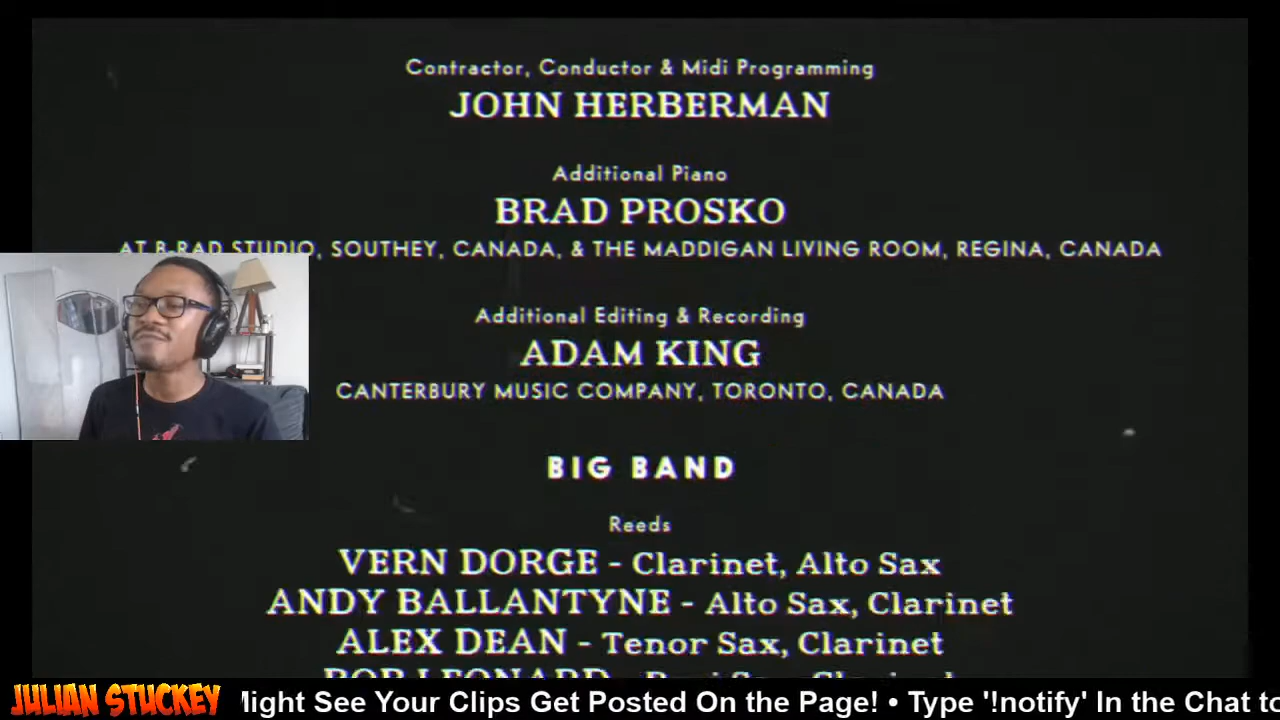 Contractor, Conductor & Midi Programming
JOHN HERBERMAN
Additional Piano
BRAD PROSKO
AT B-RAD STUDIO, SOUTHEY, CANADA, & THE MADDIGAN LIVING ROOM, REGINA, CANADA
Additional Editing & Recording
ADAM KING
CANTERBURY MUSIC COMPANY, TORONTO, CANADA
BIG BAND
Reeds
VERN DORGE - Clarinet, Alto Sax
ANDY BALLANTYNE - Alto Sax, Clarinet
ALEX DEAN - Tenor Sax, Clarinet
JULIAN STUCKEY
Might See Your Clips Get Posted On the Page! • Type '!notify' In the Chat to